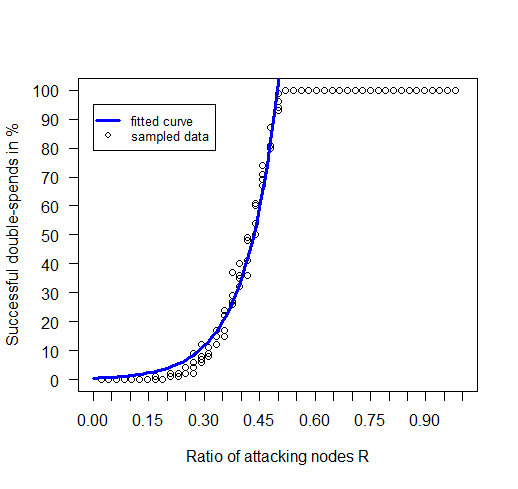 100
90
80
70
60
50
40
30
20
10
0
Successful double-spends in %
fitted curve
sampled data
0.00 0.15 0.30 0.45 0.60 0.75 0.90
Ratio of attacking nodes R